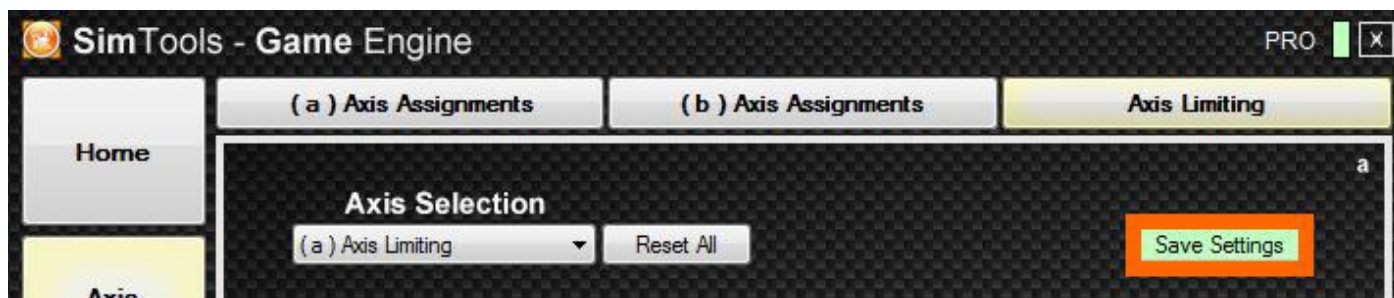 SimTools - Game Engine
PRO
X
( a ) Axis Assignments
( b ) Axis Assignments
Axis Limiting
Home
a
Axis Selection
( a ) Axis Limiting
Reset All
Save Settings
Axis